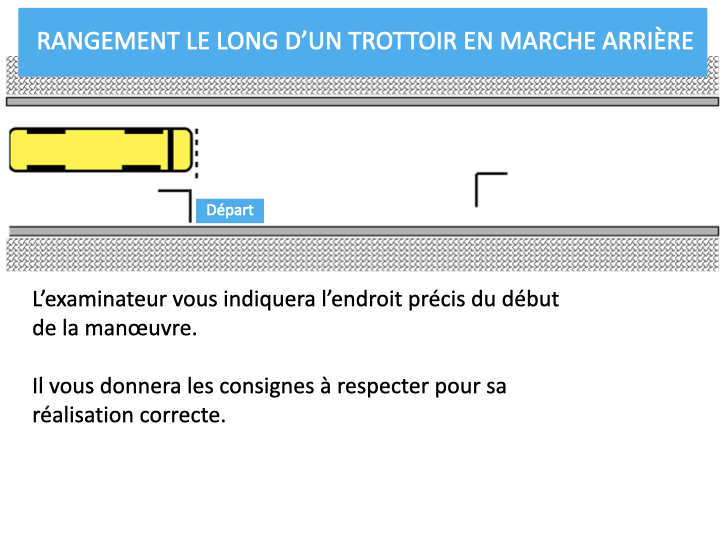 RANGEMENT LE LONG D’UN TROTTOIR EN MARCHE ARRIÈRE
Départ
L’examinateur vous indiquera l’endroit précis du début
de la manœuvre.
Il vous donnera les consignes à respecter pour sa
réalisation correcte.